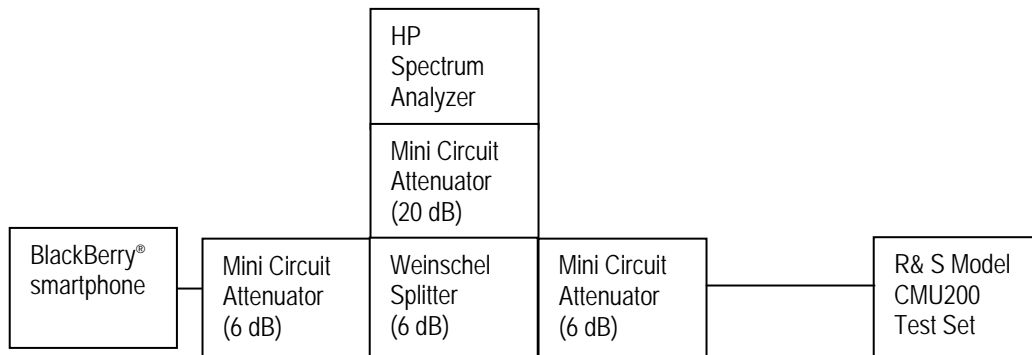 HP
Spectrum
Analyzer
Mini Circuit
Attenuator
(20 dB)
BlackBerry®
smartphone
Mini Circuit
Attenuator
(6 dB)
Weinschel
Splitter
(6 dB)
Mini Circuit
Attenuator
(6 dB)
R& S Model
CMU200
Test Set